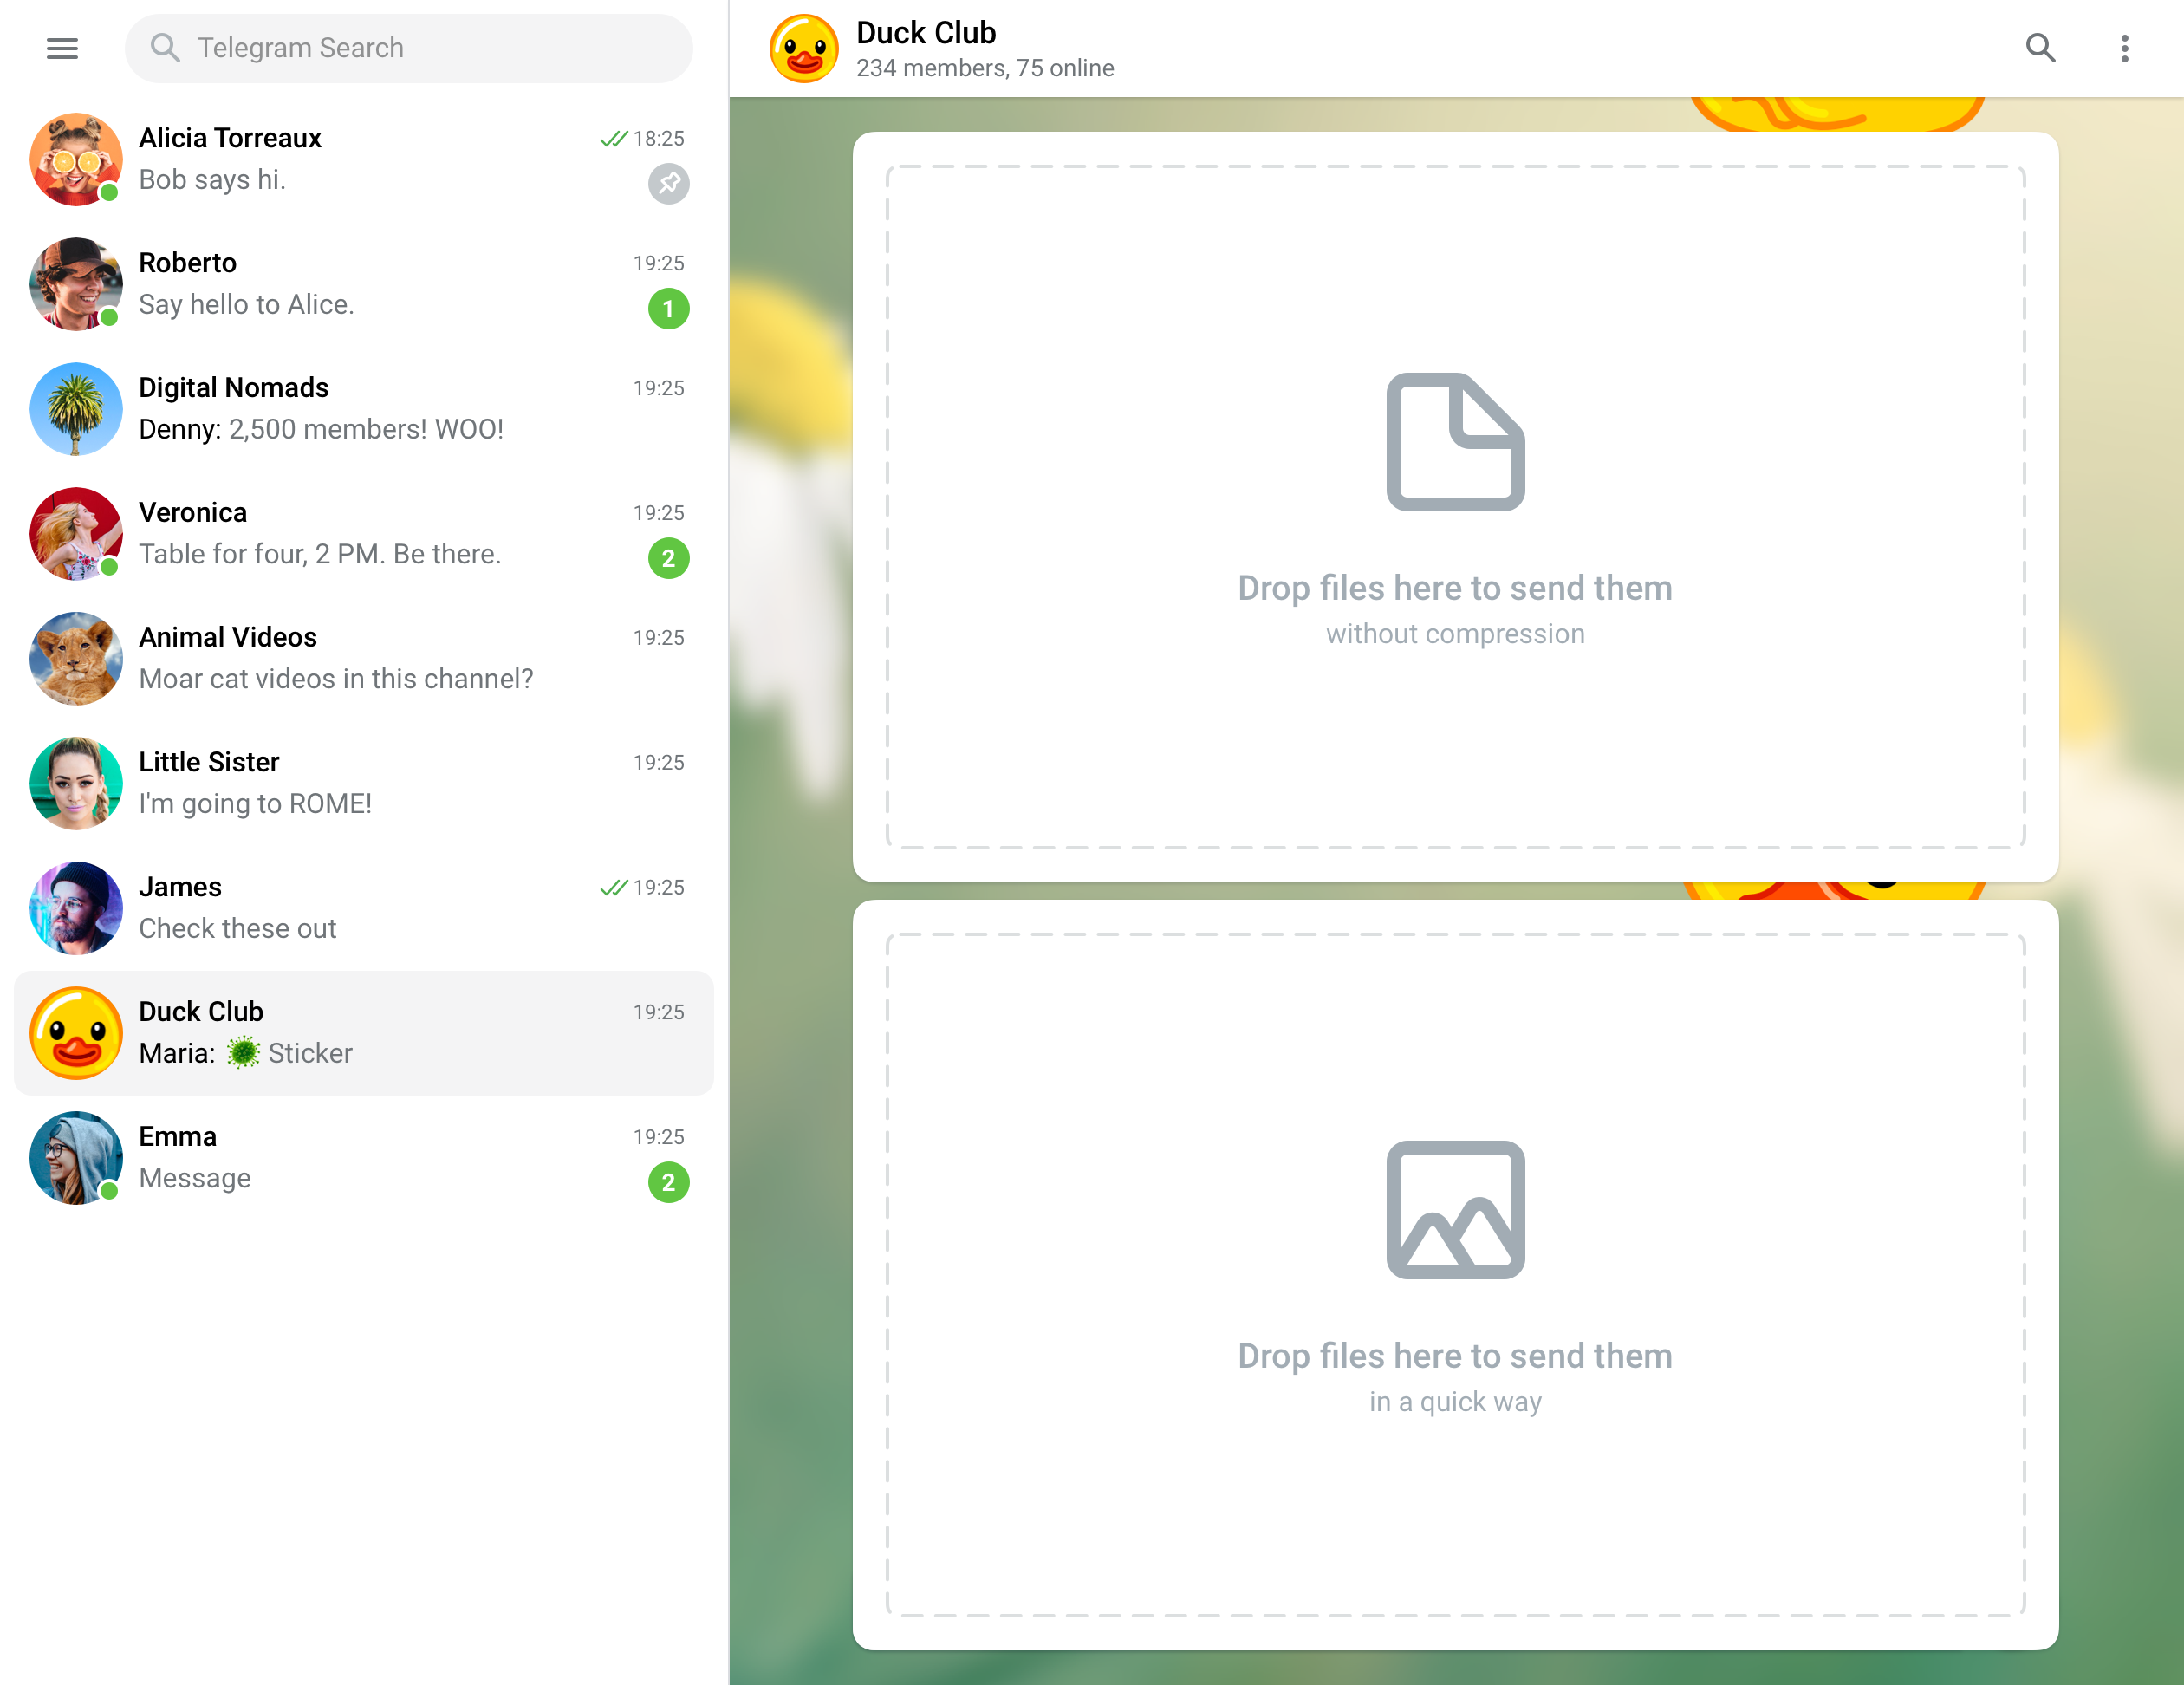 Telegram Search
Alicia Torreaux
18:25
Bob says hi.
Roberto
19:25
Say hello to Alice.
1
Digital Nomads
19:25
Denny: 2,500 members! WOO!
Veronica
19:25
Table for four, 2 PM. Be there.
2
Animal Videos
19:25
Moar cat videos in this channel?
Little Sister
19:25
I'm going to ROME!
James
19:25
Check these out
Duck Club
19:25
Maria: Sticker
Emma
19:25
Message
2
Duck Club
234 members, 75 online
Drop files here to send them
without compression
Drop files here to send them
in a quick way